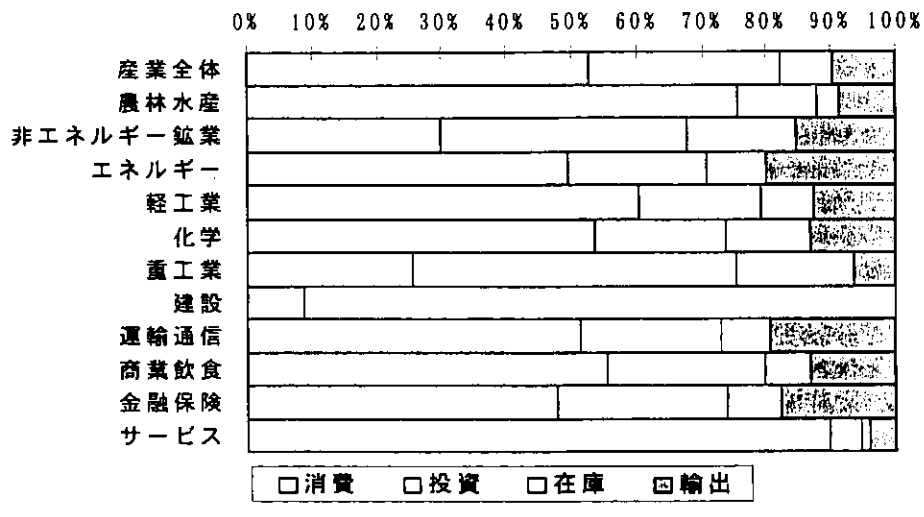 0% 10% 20% 30% 40% 50% 60% 70% 80% 90% 100%
産業全体
農林水産
非エネルギー鉱業
エネルギー
軽工業
化学
重工業
建設
運輸通信
商業飲食
金融保険
サービス
消費 投資 在庫 輸出